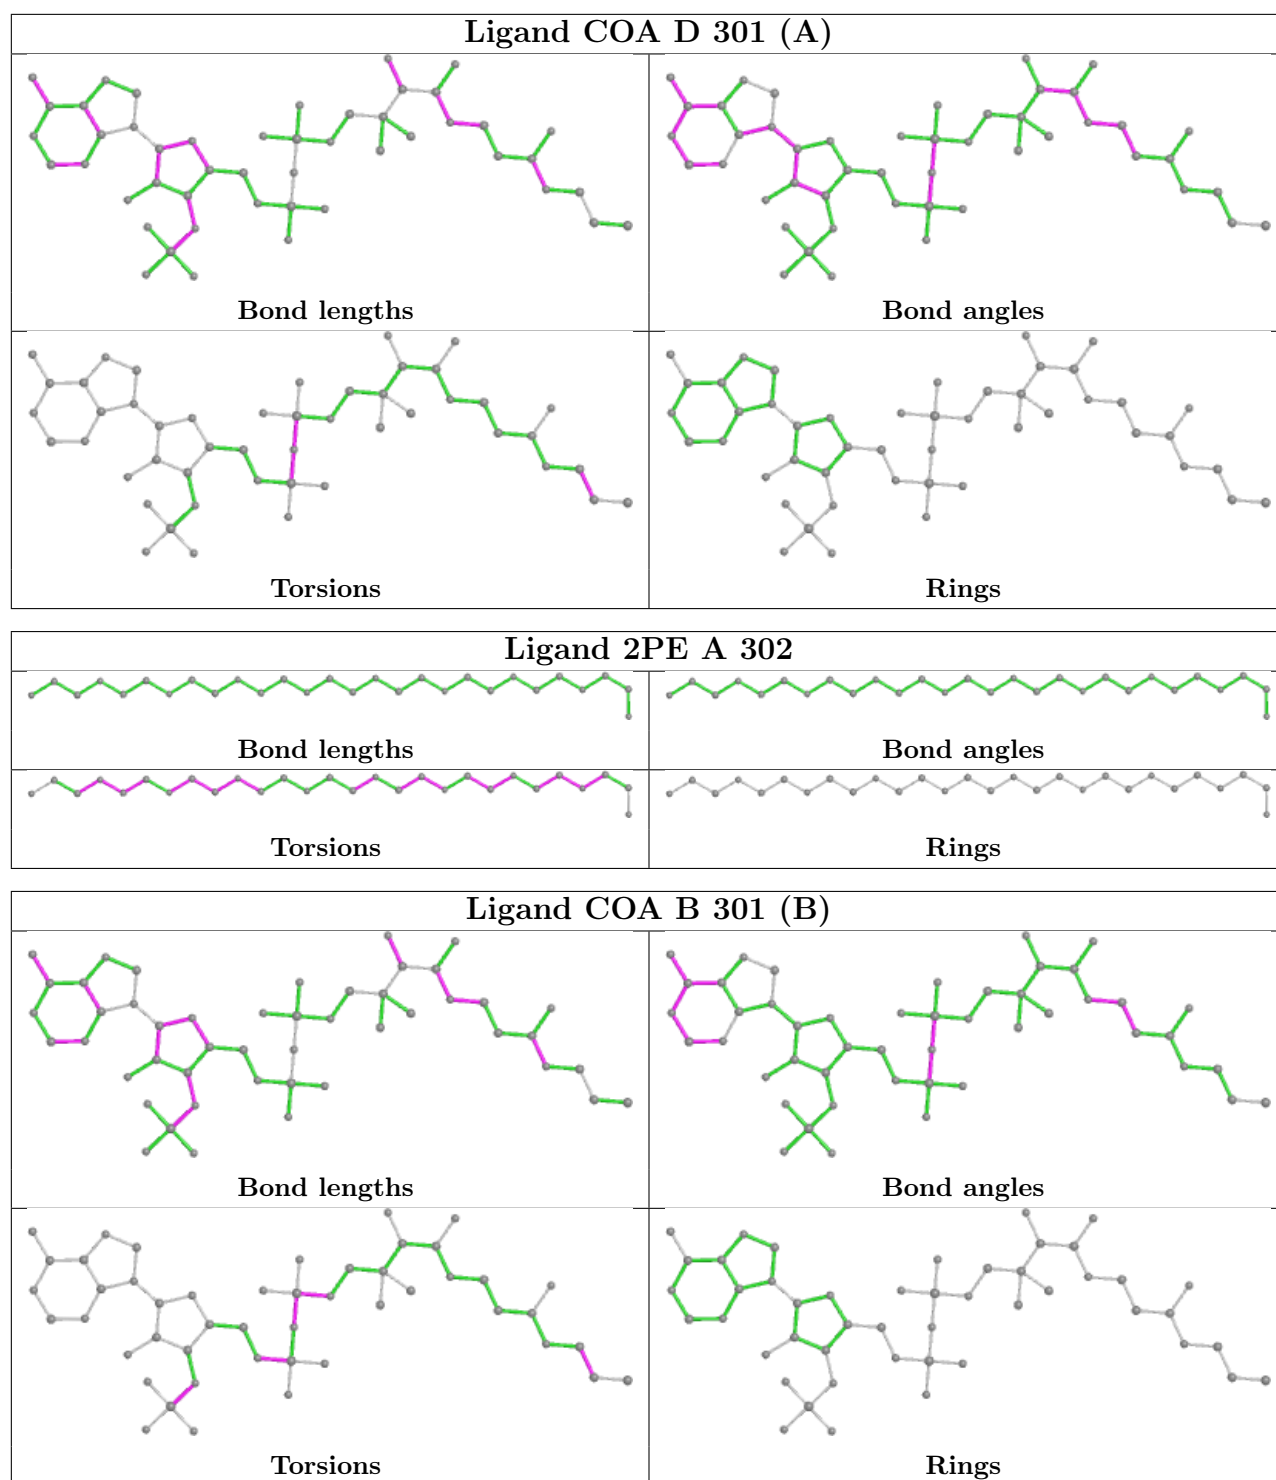 Ligand COA D 301 (A)
Bond lengths
Bond angles
Torsions
Rings
Ligand 2PE A 302
Bond lengths
Bond angles
Torsions
Rings
Ligand COA B 301 (B)
Bond lengths
Bond angles
Torsions
Rings